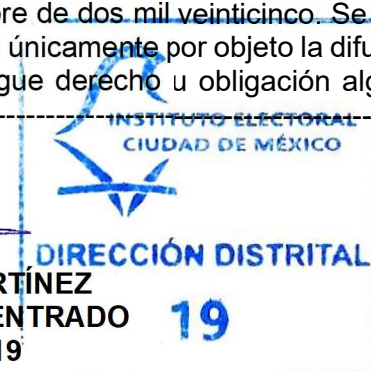 re de dos mil veinticinco. Se
únicamente por objeto la difu
gue derecho u obligación alg
INSTITUTO ELECTORAL
CIUDAD DE MÉXICO
DIRECCIÓN DISTRITAL
RTÍNEZ
ENTRADO
19
19